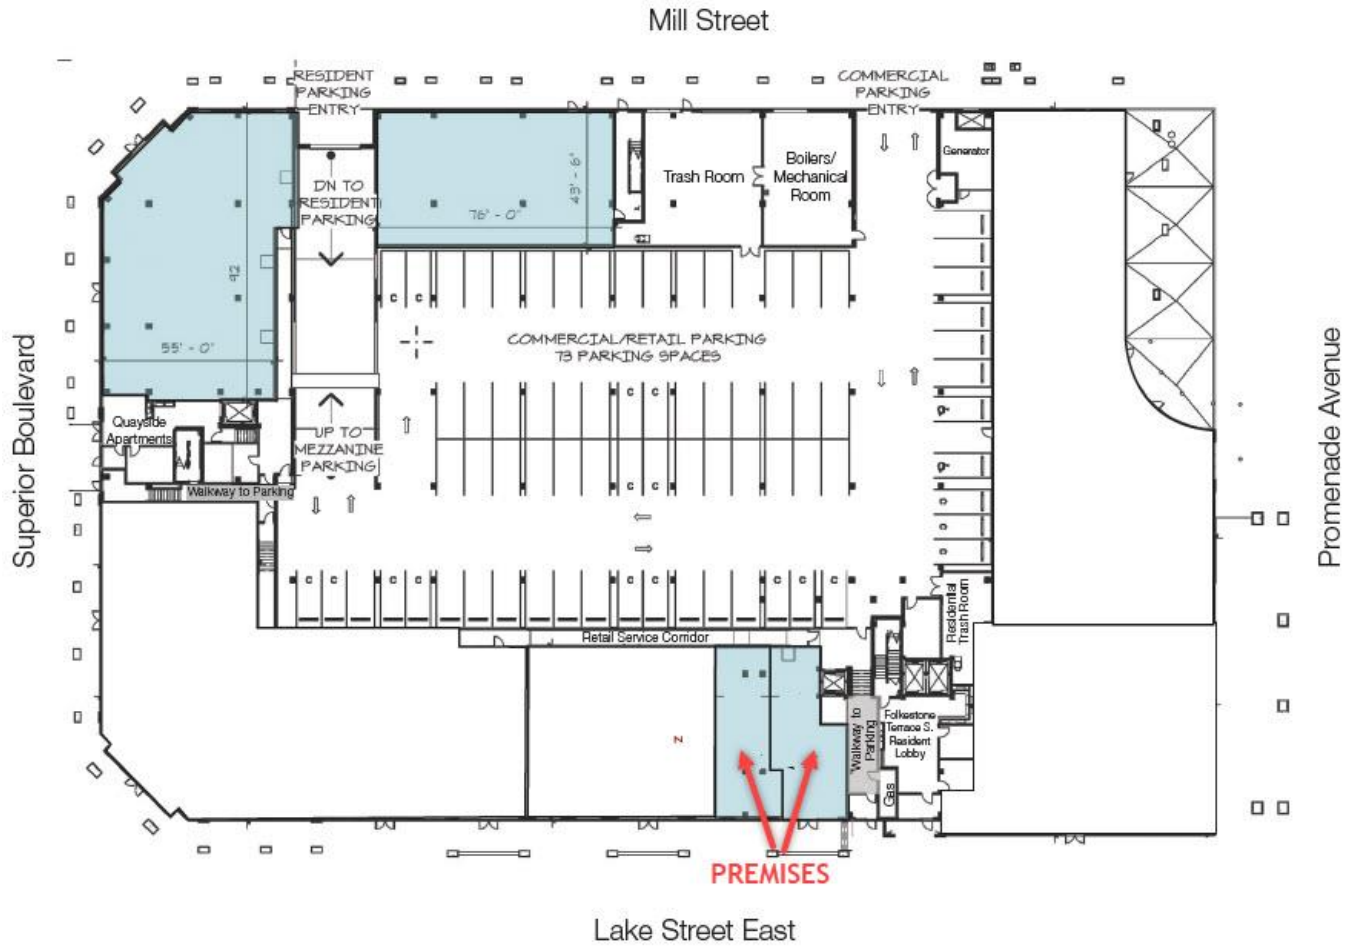 Mill Street
RESIDENT
PARKING
ENTRY
COMMERCIAL
PARKING
ENTRY
Generator
Trash Room
Boilers/
Mechanical
Room
DN TO
RESIDENT
PARKING
76' - 0"
43' - 6"
92
55' - 0"
C C
COMMERCIAL/RETAIL PARKING
73 PARKING SPACES
Superior Boulevard
Promenade Avenue
C C
Quayside
Apartments
UP TO
MEZZANINE
PARKING
C C
Walkway to Parking
C C C C C C C C
Residential
Trash Room
Retail Service Corridor
Z
Walkway to
Parking
Folkestone
Terrace S.
Resident
Lobby
Gas
PREMISES
Lake Street East